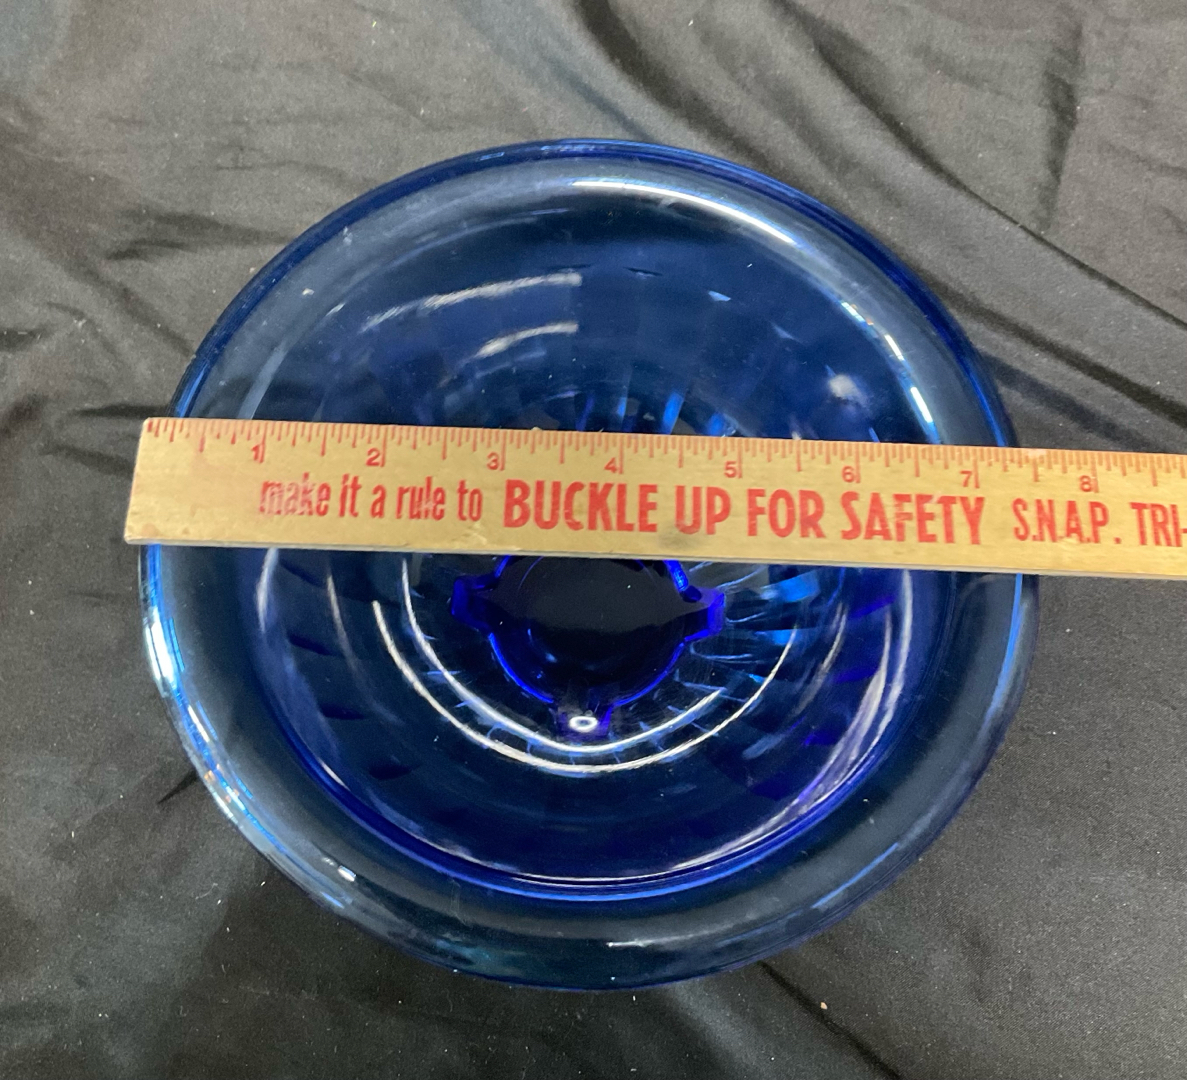 1 2 3 4 5 6 7 8
make it a rule to BUCKLE UP FOR SAFETY S.N.A.P. TRI-